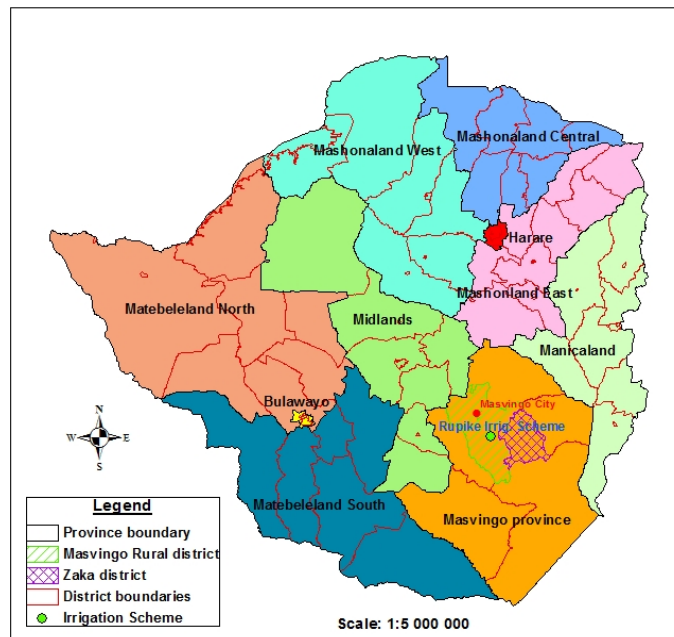 Mashonaland Central
Mashonaland West
Harare
Mashonland East
Matebeleland North
Midlands
Manicaland
Bulawayo
Masvingo City
Rupike Irrig. Scheme
N
W
E
S
Matebeleland South
Masvingo province
Legend
Province boundary
Masvingo Rural district
Zaka district
District boundaries
Irrigation Scheme
Scale: 1:5 000 000